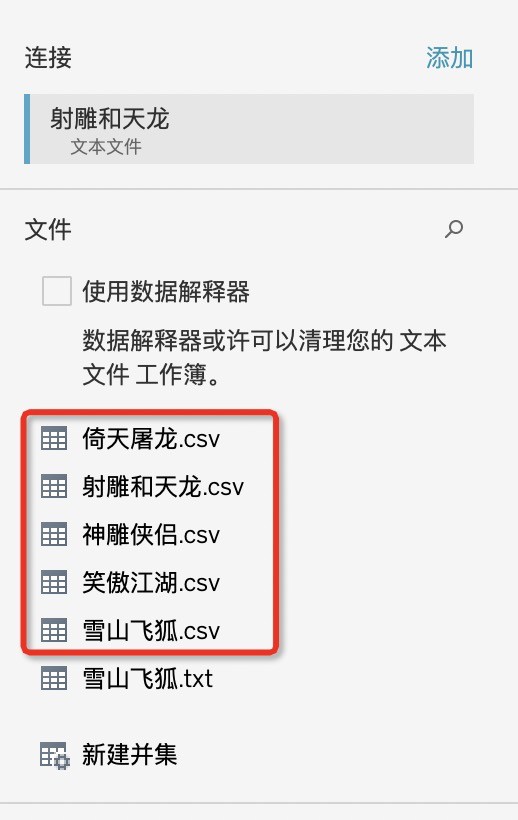 连接
添加
射雕和天龙
文本文件
文件
使用数据解释器
数据解释器或许可以清理您的 文本
文件 工作簿。
倚天屠龙.csv
射雕和天龙.csv
神雕侠侣.csv
笑傲江湖.csv
雪山飞狐.csv
雪山飞狐.txt
新建并集